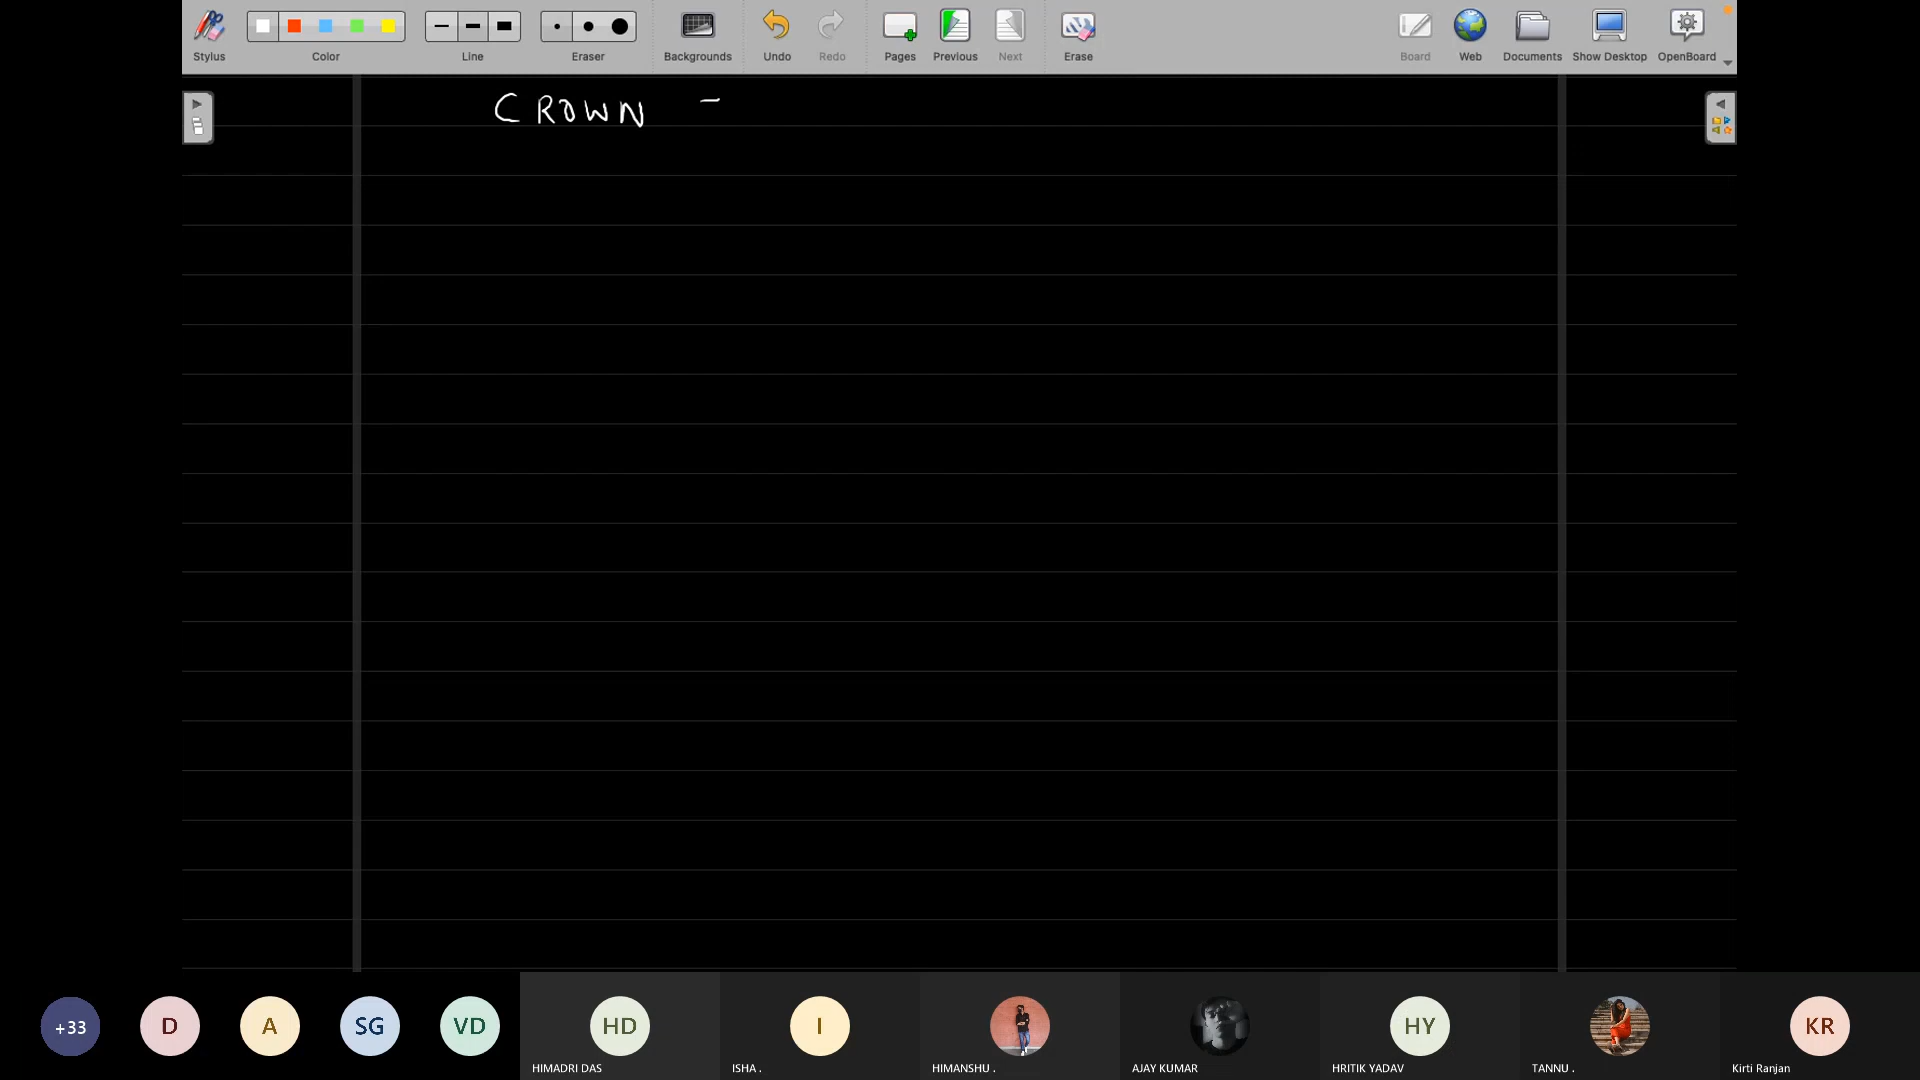 Stylus Color Line Eraser Backgrounds Undo Redo Pages Previous Next Erase Board Web Documents Show Desktop OpenBoard
CROWN -
+33 D A SG VD HD I HY KR
HIMADRI DAS ISHA . HIMANSHU . AJAY KUMAR HRITIK YADAV TANNU . Kirti Ranjan